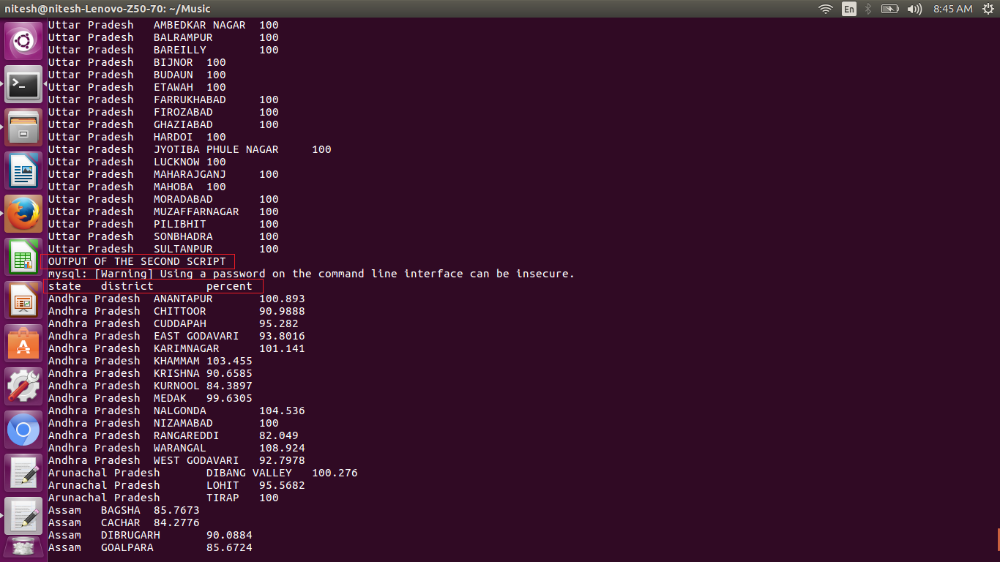 nitesh@nitesh-Lenovo-Z50-70: ~/Music En 8:45 AM
Uttar Pradesh AMBEDKAR NAGAR 100
Uttar Pradesh BALRAMPUR 100
Uttar Pradesh BAREILLY 100
Uttar Pradesh BIJNOR 100
Uttar Pradesh BUDAUN 100
Uttar Pradesh ETAWAH 100
Uttar Pradesh FARRUKHABAD 100
Uttar Pradesh FIROZABAD 100
Uttar Pradesh GHAZIABAD 100
Uttar Pradesh HARDOI 100
Uttar Pradesh JYOTIBA PHULE NAGAR 100
Uttar Pradesh LUCKNOW 100
Uttar Pradesh MAHARAJGANJ 100
Uttar Pradesh MAHOBA 100
Uttar Pradesh MORADABAD 100
Uttar Pradesh MUZAFFARNAGAR 100
Uttar Pradesh PILIBHIT 100
Uttar Pradesh SONBHADRA 100
Uttar Pradesh SULTANPUR 100
OUTPUT OF THE SECOND SCRIPT
mysql: [Warning] Using a password on the command line interface can be insecure.
state district percent
Andhra Pradesh ANANTAPUR 100.893
Andhra Pradesh CHITTOOR 90.9888
Andhra Pradesh CUDDAPAH 95.282
Andhra Pradesh EAST GODAVARI 93.8016
Andhra Pradesh KARIMNAGAR 101.141
Andhra Pradesh KHAMMAM 103.455
Andhra Pradesh KRISHNA 90.6585
Andhra Pradesh KURNOOL 84.3897
Andhra Pradesh MEDAK 99.6305
Andhra Pradesh NALGONDA 104.536
Andhra Pradesh NIZAMABAD 100
Andhra Pradesh RANGAREDDI 82.049
Andhra Pradesh WARANGAL 108.924
Andhra Pradesh WEST GODAVARI 92.7978
Arunachal Pradesh DIBANG VALLEY 100.276
Arunachal Pradesh LOHIT 95.5682
Arunachal Pradesh TIRAP 100
Assam BAGSHA 85.7673
Assam CACHAR 84.2776
Assam DIBRUGARH 90.0884
Assam GOALPARA 85.6724